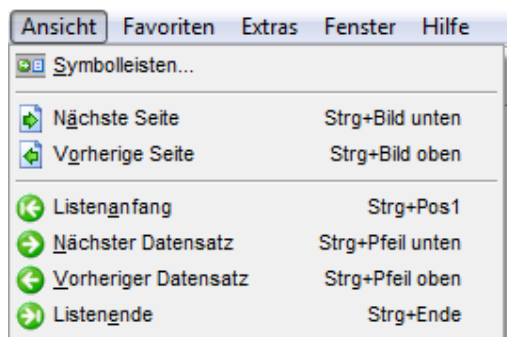 Ansicht Favoriten Extras Fenster Hilfe
Symbolleisten...
Nächste Seite Strg+Bild unten
Vorherige Seite Strg+Bild oben
Listenanfang Strg+Pos1
Nächster Datensatz Strg+Pfeil unten
Vorheriger Datensatz Strg+Pfeil oben
Listenende Strg+Ende